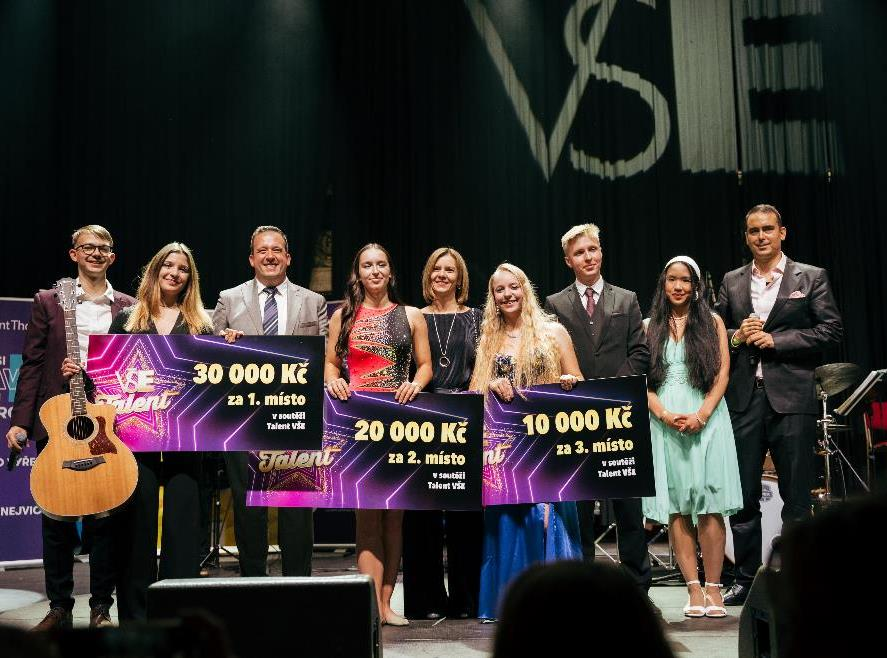 VŠE
30 000 Kč
za 1. místo
v soutěži
Talent VŠE
VŠE
Talent
20 000 Kč
za 2. místo
v soutěži
Talent VŠE
Talent
10 000 Kč
za 3. místo
v soutěži
Talent VŠE
NEJVÍC